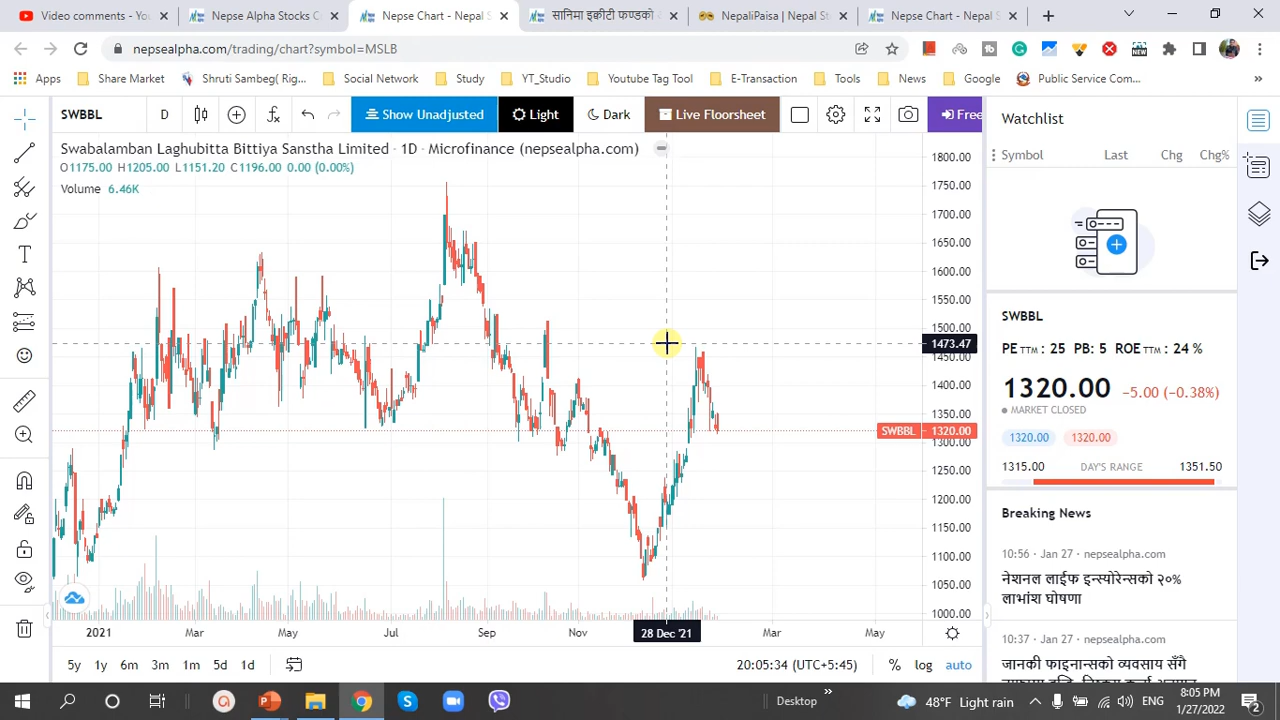 Video content - YouTube
Nepse Alpha Stocks C
Nepse Chart - Nepal S
सानिमा इक्वीटी फण्डको
NepaliPaisa | Nepal St
Nepse Chart - Nepal S
nepsealpha.com/trading/chart?symbol=MSLB
Apps
Share Market
Shruti Sambeg( Rig...
Social Network
Study
YT_Studio
Youtube Tag Tool
E-Transaction
Tools
News
Google
Public Service Com...
»
SWBBL
D
Show Unadjusted
Light
Dark
Live Floorsheet
Free
Swabalamban Laghubitta Bittiya Sanstha Limited · 1D · Microfinance (nepsealpha.com)
O1175.00 H1205.00 L1151.20 C1196.00 0.00 (0.00%)
Volume 6.46K
1800.00
1750.00
1700.00
1650.00
1600.00
1550.00
1500.00
1473.47
1450.00
1400.00
1350.00
SWBBL 1320.00
1300.00
1250.00
1200.00
1150.00
1100.00
1050.00
1000.00
2021 Mar May Jul Sep Nov 28 Dec '21 Mar May
5y 1y 6m 3m 1m 5d 1d
20:05:34 (UTC+5:45) % log auto
Watchlist
Symbol Last Chg Chg%
SWBBL
PE TTM : 25 PB: 5 ROE TTM : 24 %
1320.00 −5.00 (−0.38%)
MARKET CLOSED
1320.00 1320.00
1315.00 DAY'S RANGE 1351.50
Breaking News
10:56 - Jan 27 - nepsealpha.com
नेशनल लाईफ इन्स्योरेन्सको २०%
लाभांश घोषणा
10:37 - Jan 27 - nepsealpha.com
जानकी फाइनान्सको व्यवसाय सँगै
Desktop
»
48°F Light rain
8:05 PM
1/27/2022